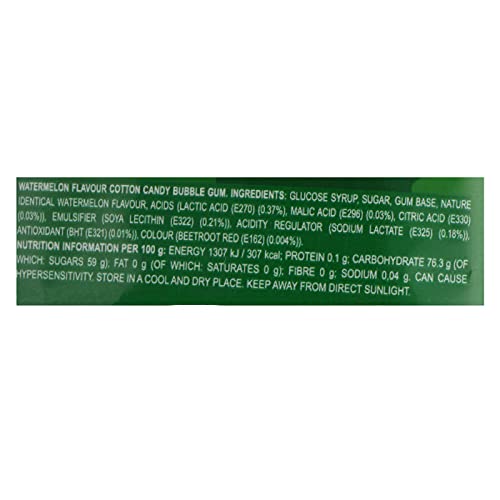 WATERMELON FLAVOUR COTTON CANDY BUBBLE GUM. INGREDIENTS: GLUCOSE SYRUP, SUGAR, GUM BASE, NATURE
IDENTICAL WATERMELON FLAVOUR, ACIDS (LACTIC ACID (E270) (0.37%), MALIC ACID (E296) (0.03%), CITRIC ACID (E330)
(0.03%)), EMULSIFIER (SOYA LECITHIN (E322) (0.21%)), ACIDITY REGULATOR (SODIUM LACTATE (E325) (0.18%)),
ANTIOXIDANT (BHT (E321) (0.01%)), COLOUR (BEETROOT RED (E162) (0.004%)).
NUTRITION INFORMATION PER 100 g: ENERGY 1307 kJ / 307 kcal; PROTEIN 0.1 g; CARBOHYDRATE 76.3 g (OF
WHICH: SUGARS 59 g); FAT 0 g (OF WHICH: SATURATES 0 g); FIBRE 0 g; SODIUM 0,04 g. CAN CAUSE
HYPERSENSITIVITY. STORE IN A COOL AND DRY PLACE. KEEP AWAY FROM DIRECT SUNLIGHT.